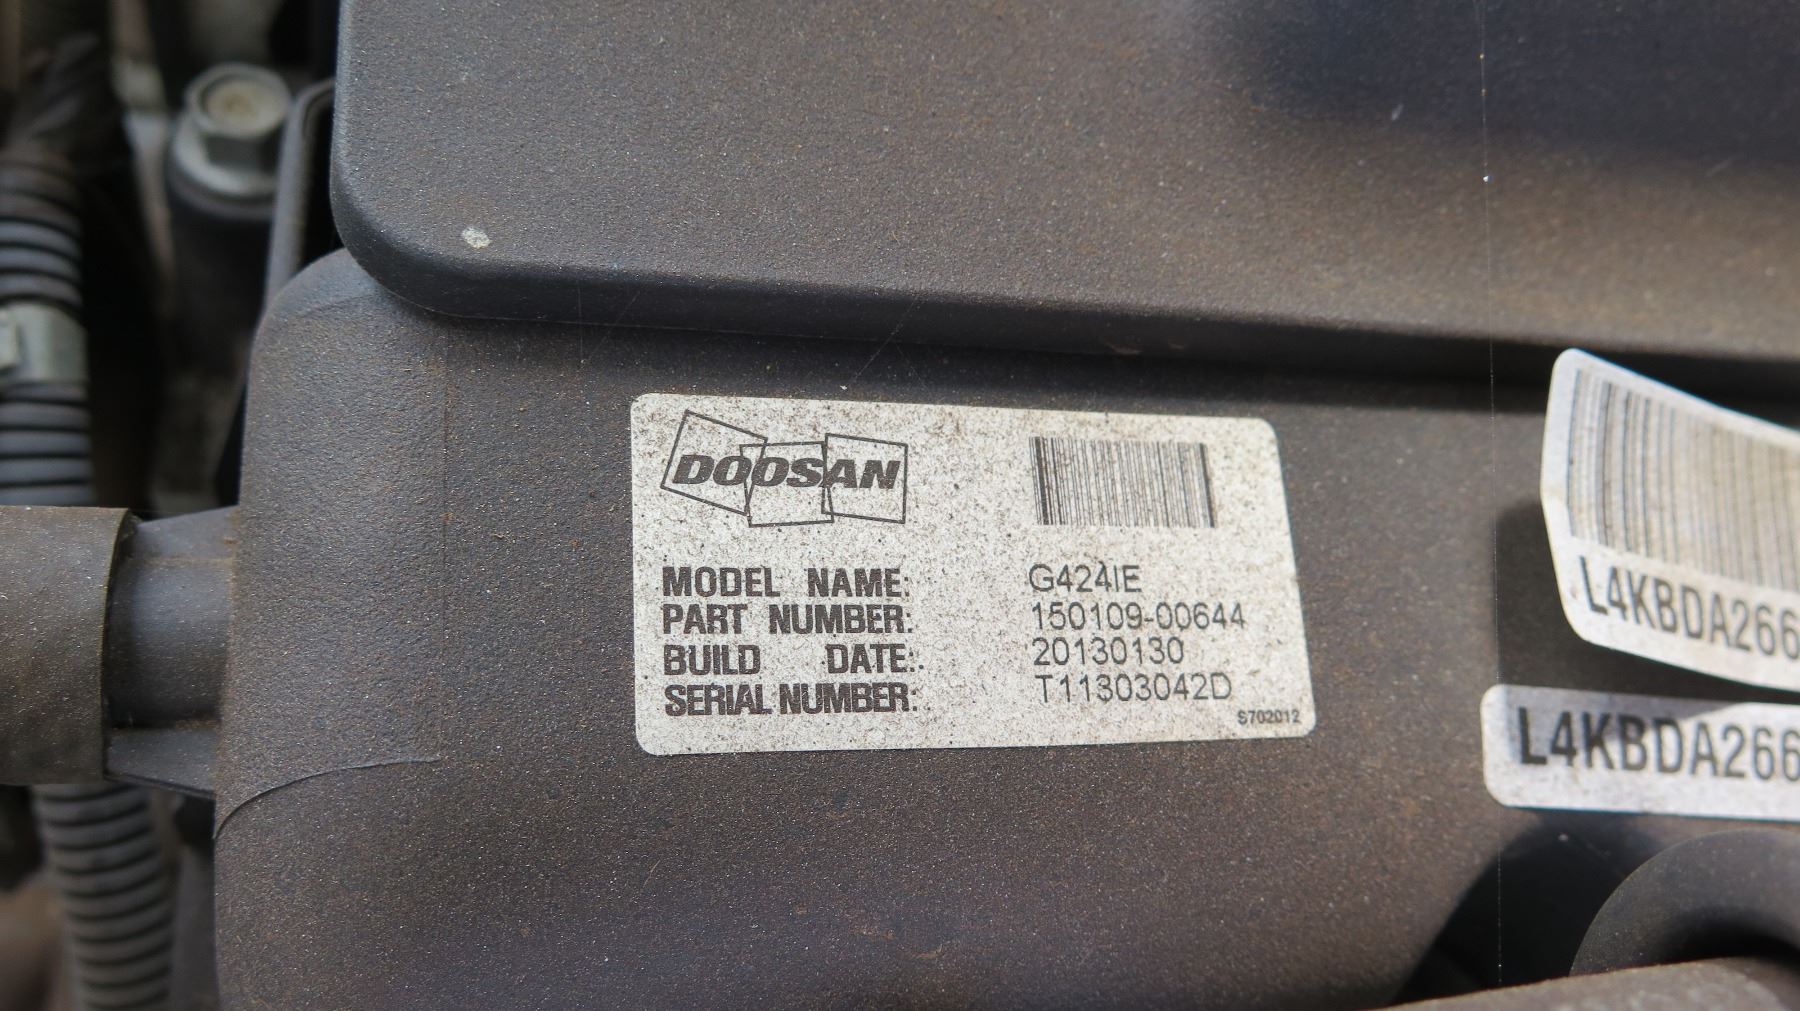 DOOSAN
MODEL NAME: G424IE
PART NUMBER: 150109-00644
BUILD DATE: 20130130
SERIAL NUMBER: T11303042D
S702012
L4KBDA266
L4KBDA266